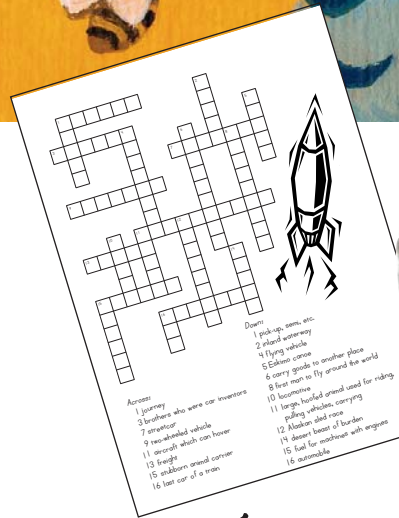 Across:
1 journey
3 brothers who were car inventors
7 streetcar
9 two-wheeled vehicle
11 aircraft which can hover
13 freight
15 stubborn animal carrier
16 last car of a train
Down:
1 pick-up, semi, etc.
2 inland waterway
4 flying vehicle
5 Eskimo canoe
6 carry goods to another place
8 first man to fly around the world
10 locomotive
11 large, hoofed animal used for riding,
pulling vehicles, carrying
12 Alaskan sled race
14 desert beast of burden
15 fuel for machines with engines
16 automobile